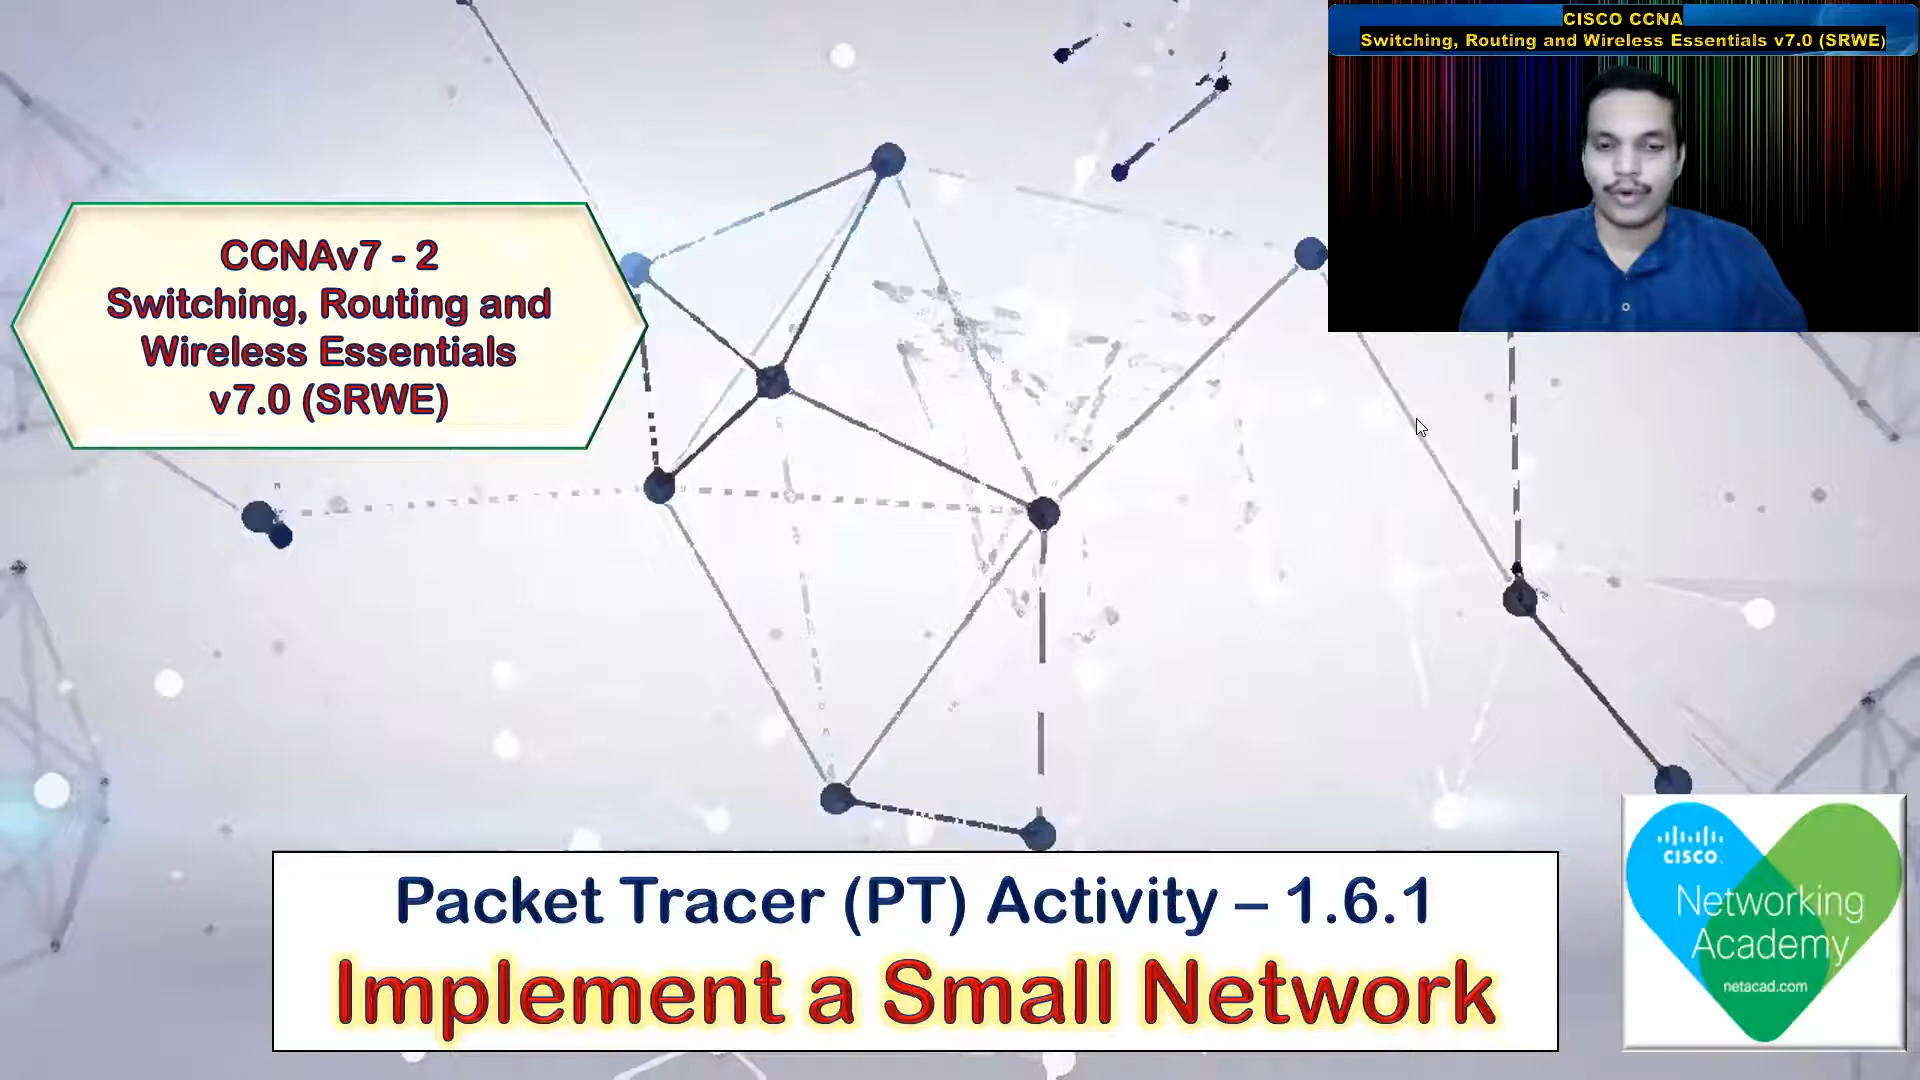 CISCO CCNA
Switching, Routing and Wireless Essentials v7.0 (SRWE)
CCNAv7 - 2
Switching, Routing and
Wireless Essentials
v7.0 (SRWE)
Packet Tracer (PT) Activity – 1.6.1
Implement a Small Network
CISCO.
Networking
Academy
netacad.com